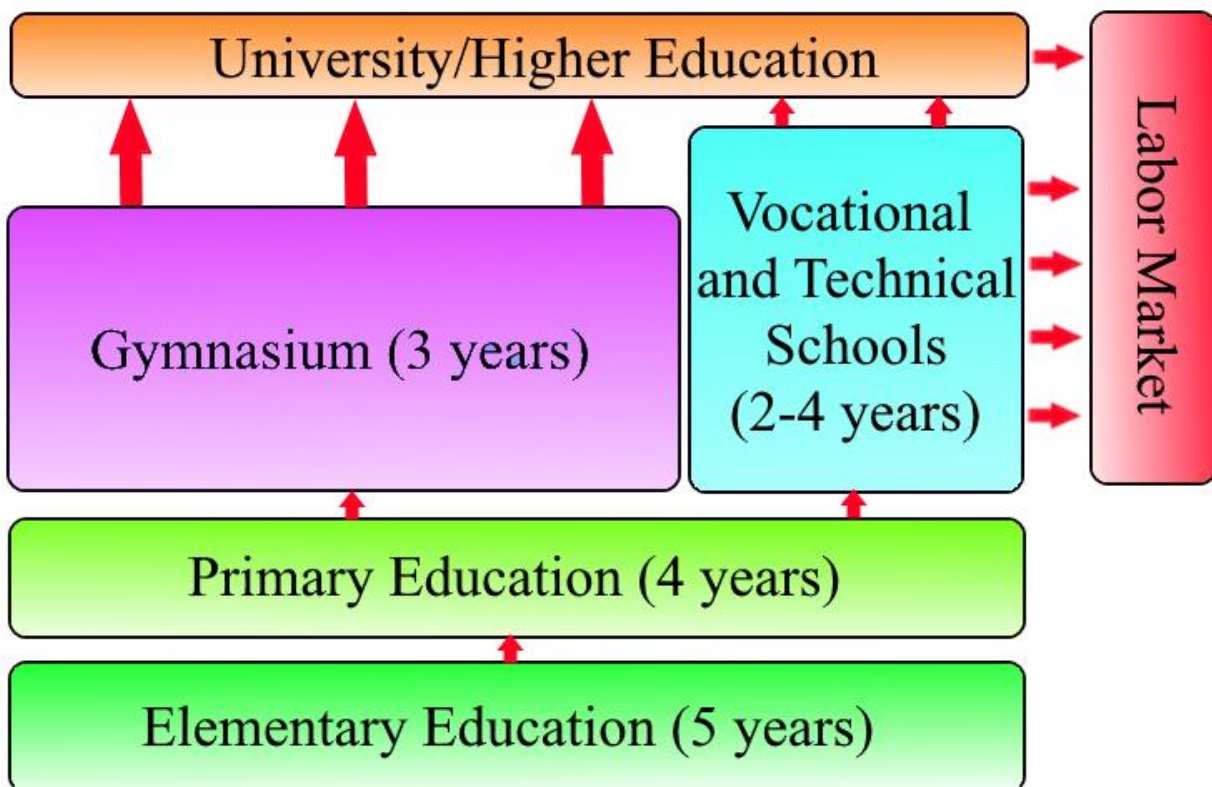 University/Higher Education
Labor Market
Vocational
and Technical
Schools
(2-4 years)
Gymnasium (3 years)
Primary Education (4 years)
Elementary Education (5 years)